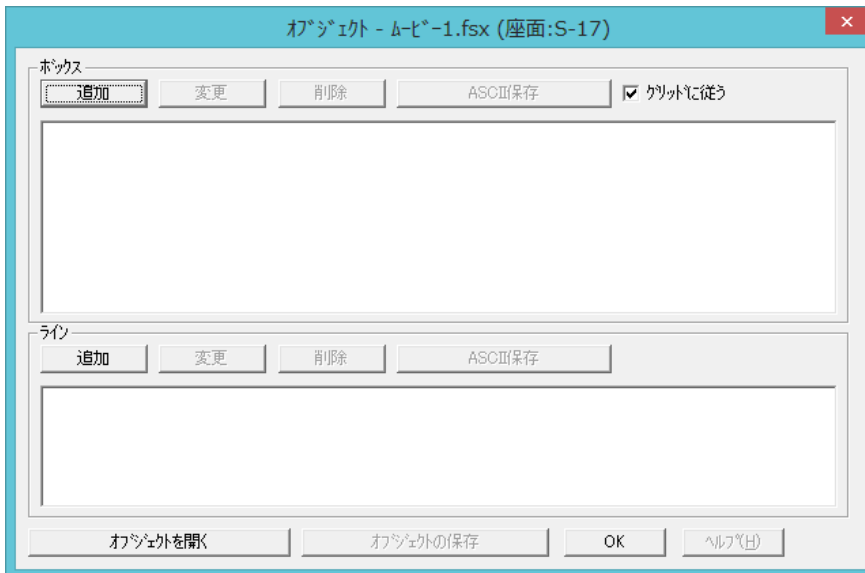 ｵﾌﾞｼﾞｪｸﾄ - ﾑｰﾋﾞｰ1.fsx (座面:S-17)
ﾎﾞｯｸｽ
追加 変更 削除 ASCII保存 ｸﾞﾘｯﾄﾞに従う
ﾗｲﾝ
追加 変更 削除 ASCII保存
ｵﾌﾞｼﾞｪｸﾄを開く ｵﾌﾞｼﾞｪｸﾄの保存 OK ﾍﾙﾌﾟ(H)